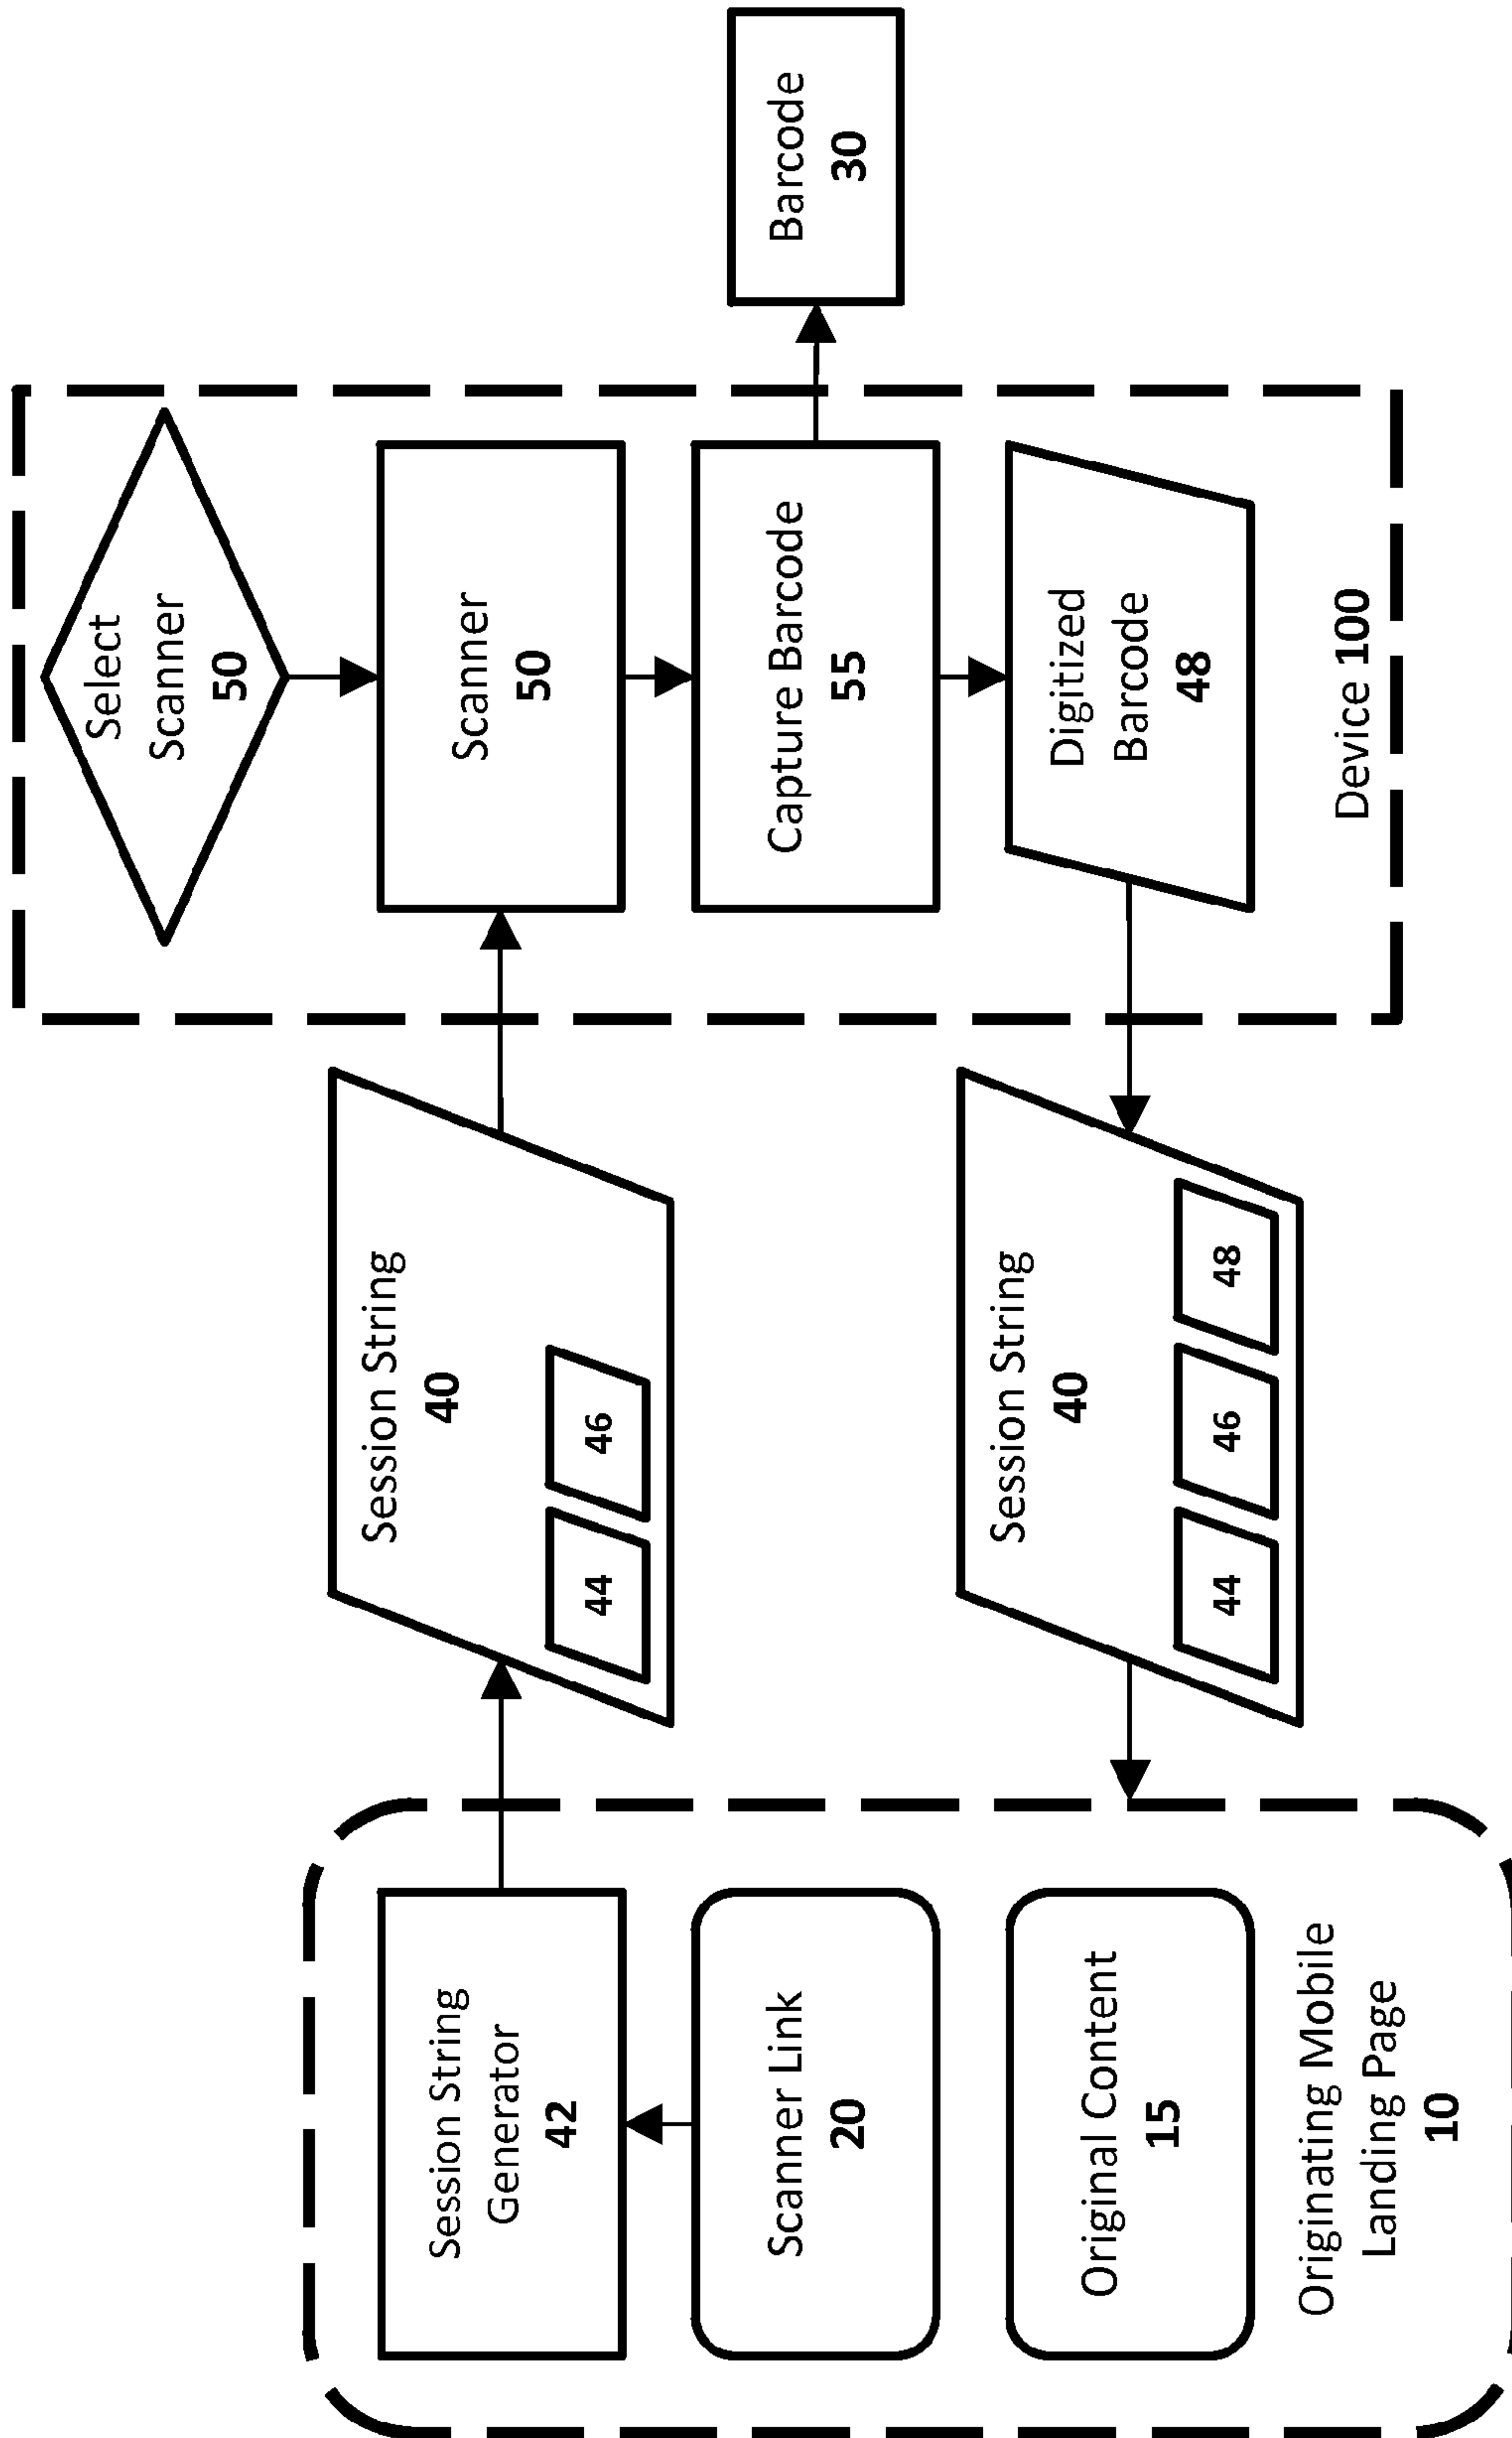 Session String
Generator
42
Scanner Link
20
Original Content
15
Originating Mobile
Landing Page
10
Session String
40
44
46
Session String
40
44
46
48
Select
Scanner
50
Scanner
50
Capture Barcode
55
Digitized
Barcode
48
Device 100
Barcode
30